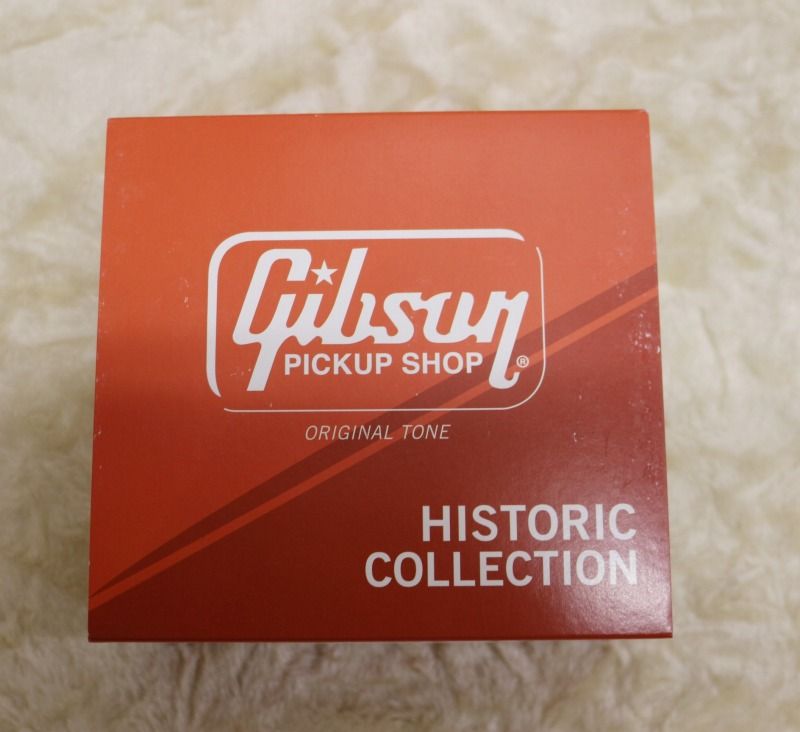 Gibson
PICKUP SHOP ®
ORIGINAL TONE
HISTORIC
COLLECTION